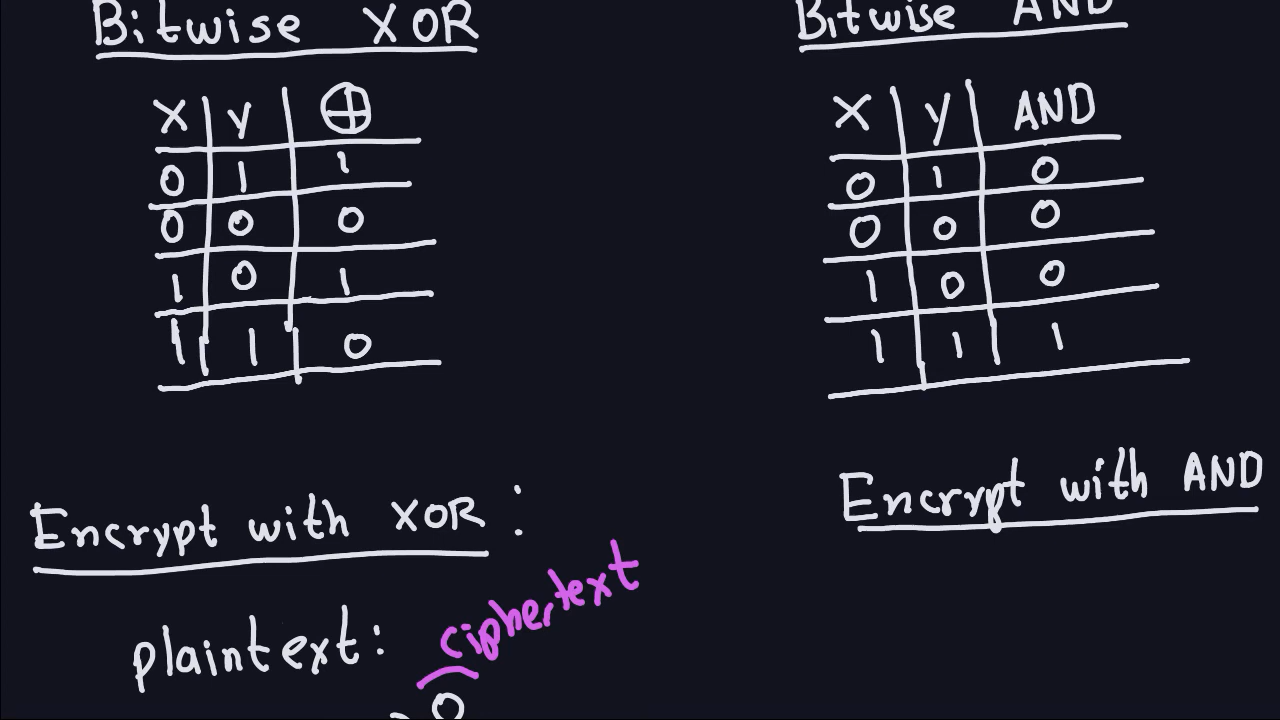 Bitwise XOR
X y ⊕
0 1 1
0 0 0
1 0 1
1 1 0
Bitwise AND
X y AND
0 1 0
0 0 0
1 0 0
1 1 1
Encrypt with XOR :
plaintext:
ciphertext
0
Encrypt with AND